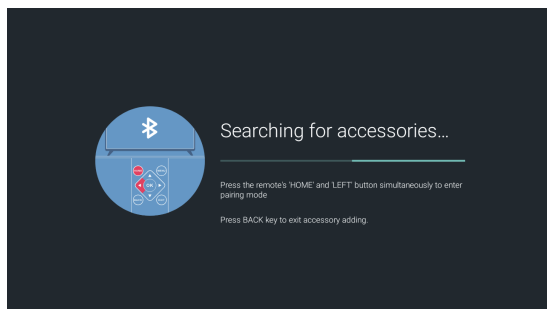 Searching for accessories...
Press the remote's 'HOME' and 'LEFT' button simultaneously to enter
pairing mode
Press BACK key to exit accessory adding.
OK